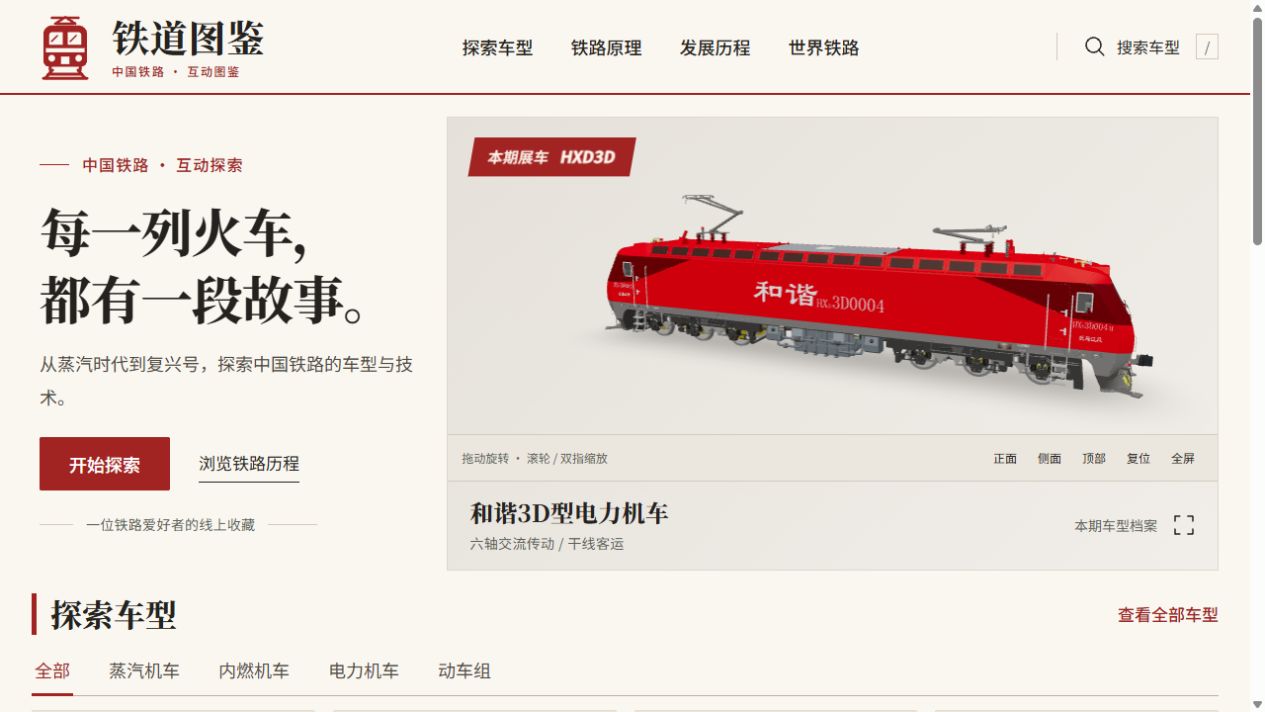 铁道图鉴
中国铁路 · 互动图鉴
探索车型 铁路原理 发展历程 世界铁路
搜索车型 /
中国铁路 · 互动探索
每一列火车,
都有一段故事。
从蒸汽时代到复兴号，探索中国铁路的车型与技
术。
开始探索 浏览铁路历程
一位铁路爱好者的线上收藏
本期展车 HXD3D
和谐HXD3D0004
拖动旋转 · 滚轮 / 双指缩放
正面 侧面 顶部 复位 全屏
和谐3D型电力机车
六轴交流传动 / 干线客运
本期车型档案
探索车型
查看全部车型
全部 蒸汽机车 内燃机车 电力机车 动车组